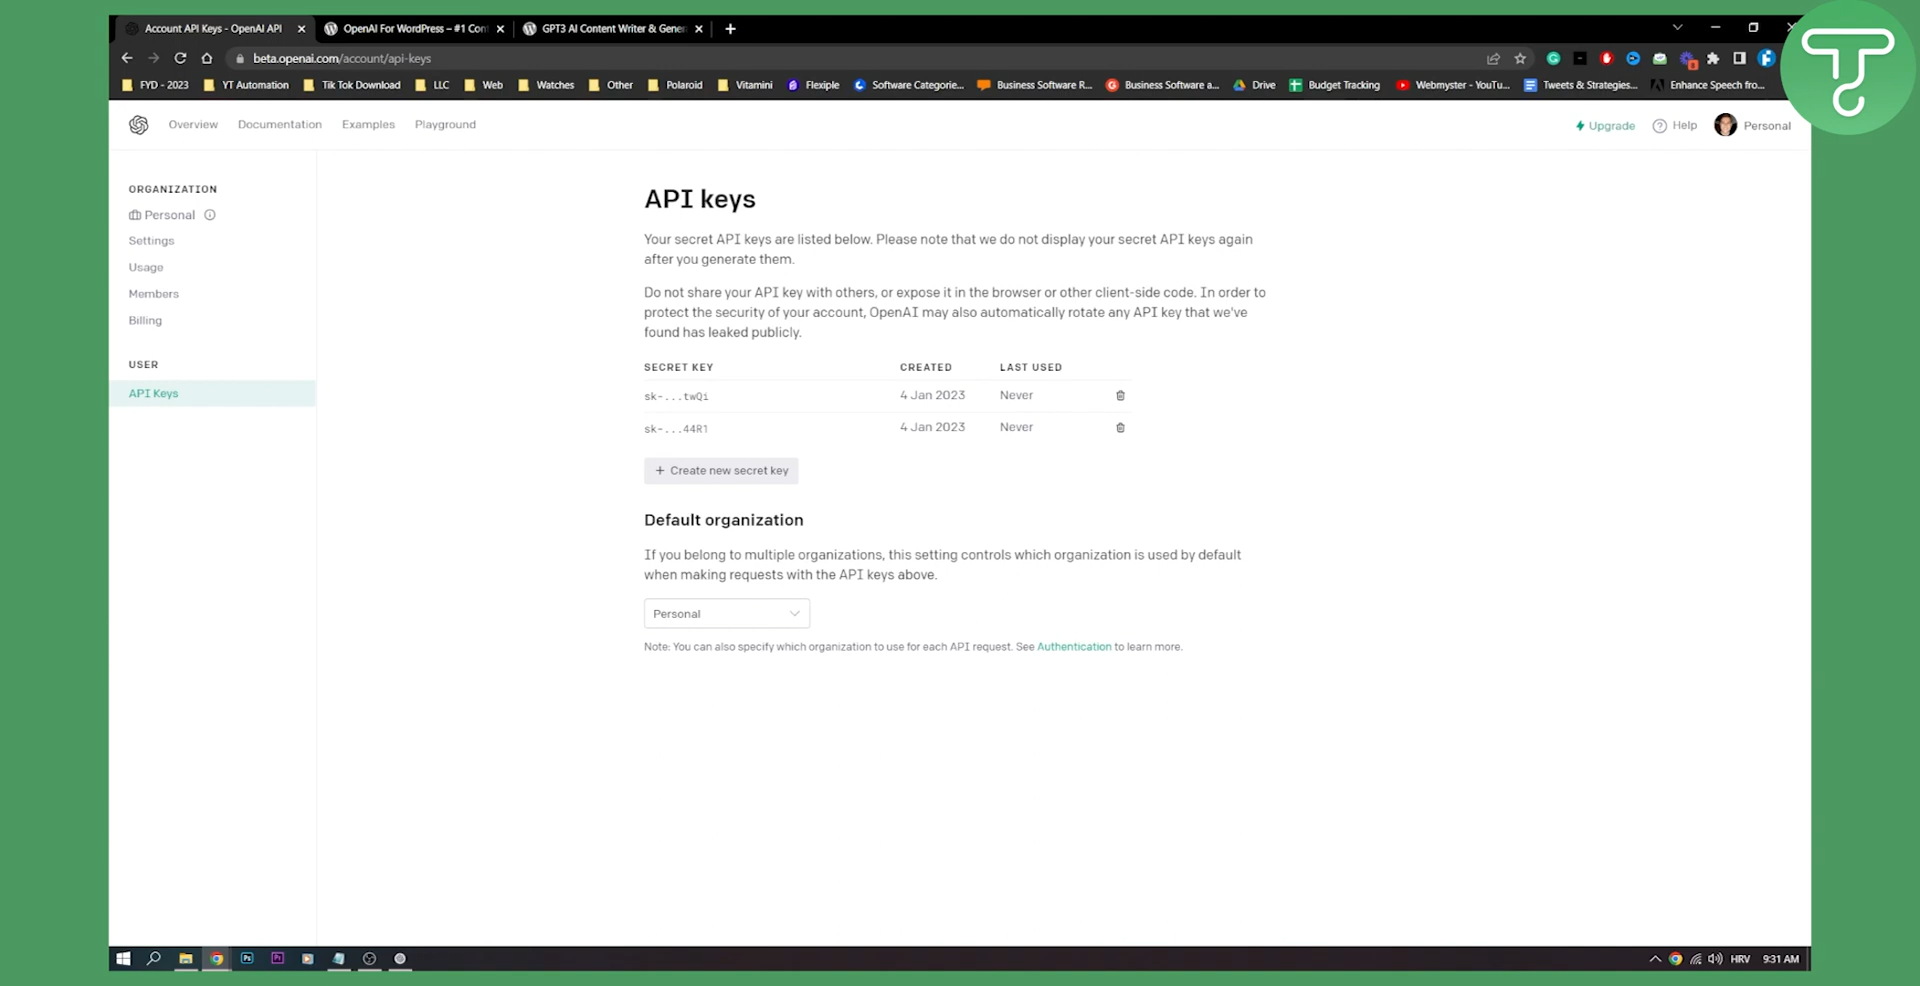 Account API Keys - OpenAI API
OpenAI For WordPress – #1 Con
GPT3 AI Content Writer & Gener
beta.openai.com/account/api-keys
FYD - 2023
YT Automation
Tik Tok Download
LLC
Web
Watches
Other
Polaroid
Vitamini
Flexiple
Software Categorie...
Business Software R...
Business Software a...
Drive
Budget Tracking
Webmyster - YouTu...
Tweets & Strategies...
Enhance Speech fro...
Overview
Documentation
Examples
Playground
Upgrade
Help
Personal
ORGANIZATION
Personal
Settings
Usage
Members
Billing
USER
API Keys
API keys
Your secret API keys are listed below. Please note that we do not display your secret API keys again
after you generate them.
Do not share your API key with others, or expose it in the browser or other client-side code. In order to
protect the security of your account, OpenAI may also automatically rotate any API key that we've
found has leaked publicly.
SECRET KEY CREATED LAST USED
sk-...twQi 4 Jan 2023 Never
sk-...44R1 4 Jan 2023 Never
+ Create new secret key
Default organization
If you belong to multiple organizations, this setting controls which organization is used by default
when making requests with the API keys above.
Personal
Note: You can also specify which organization to use for each API request. See Authentication to learn more.
Ps
Pr
HRV
9:31 AM